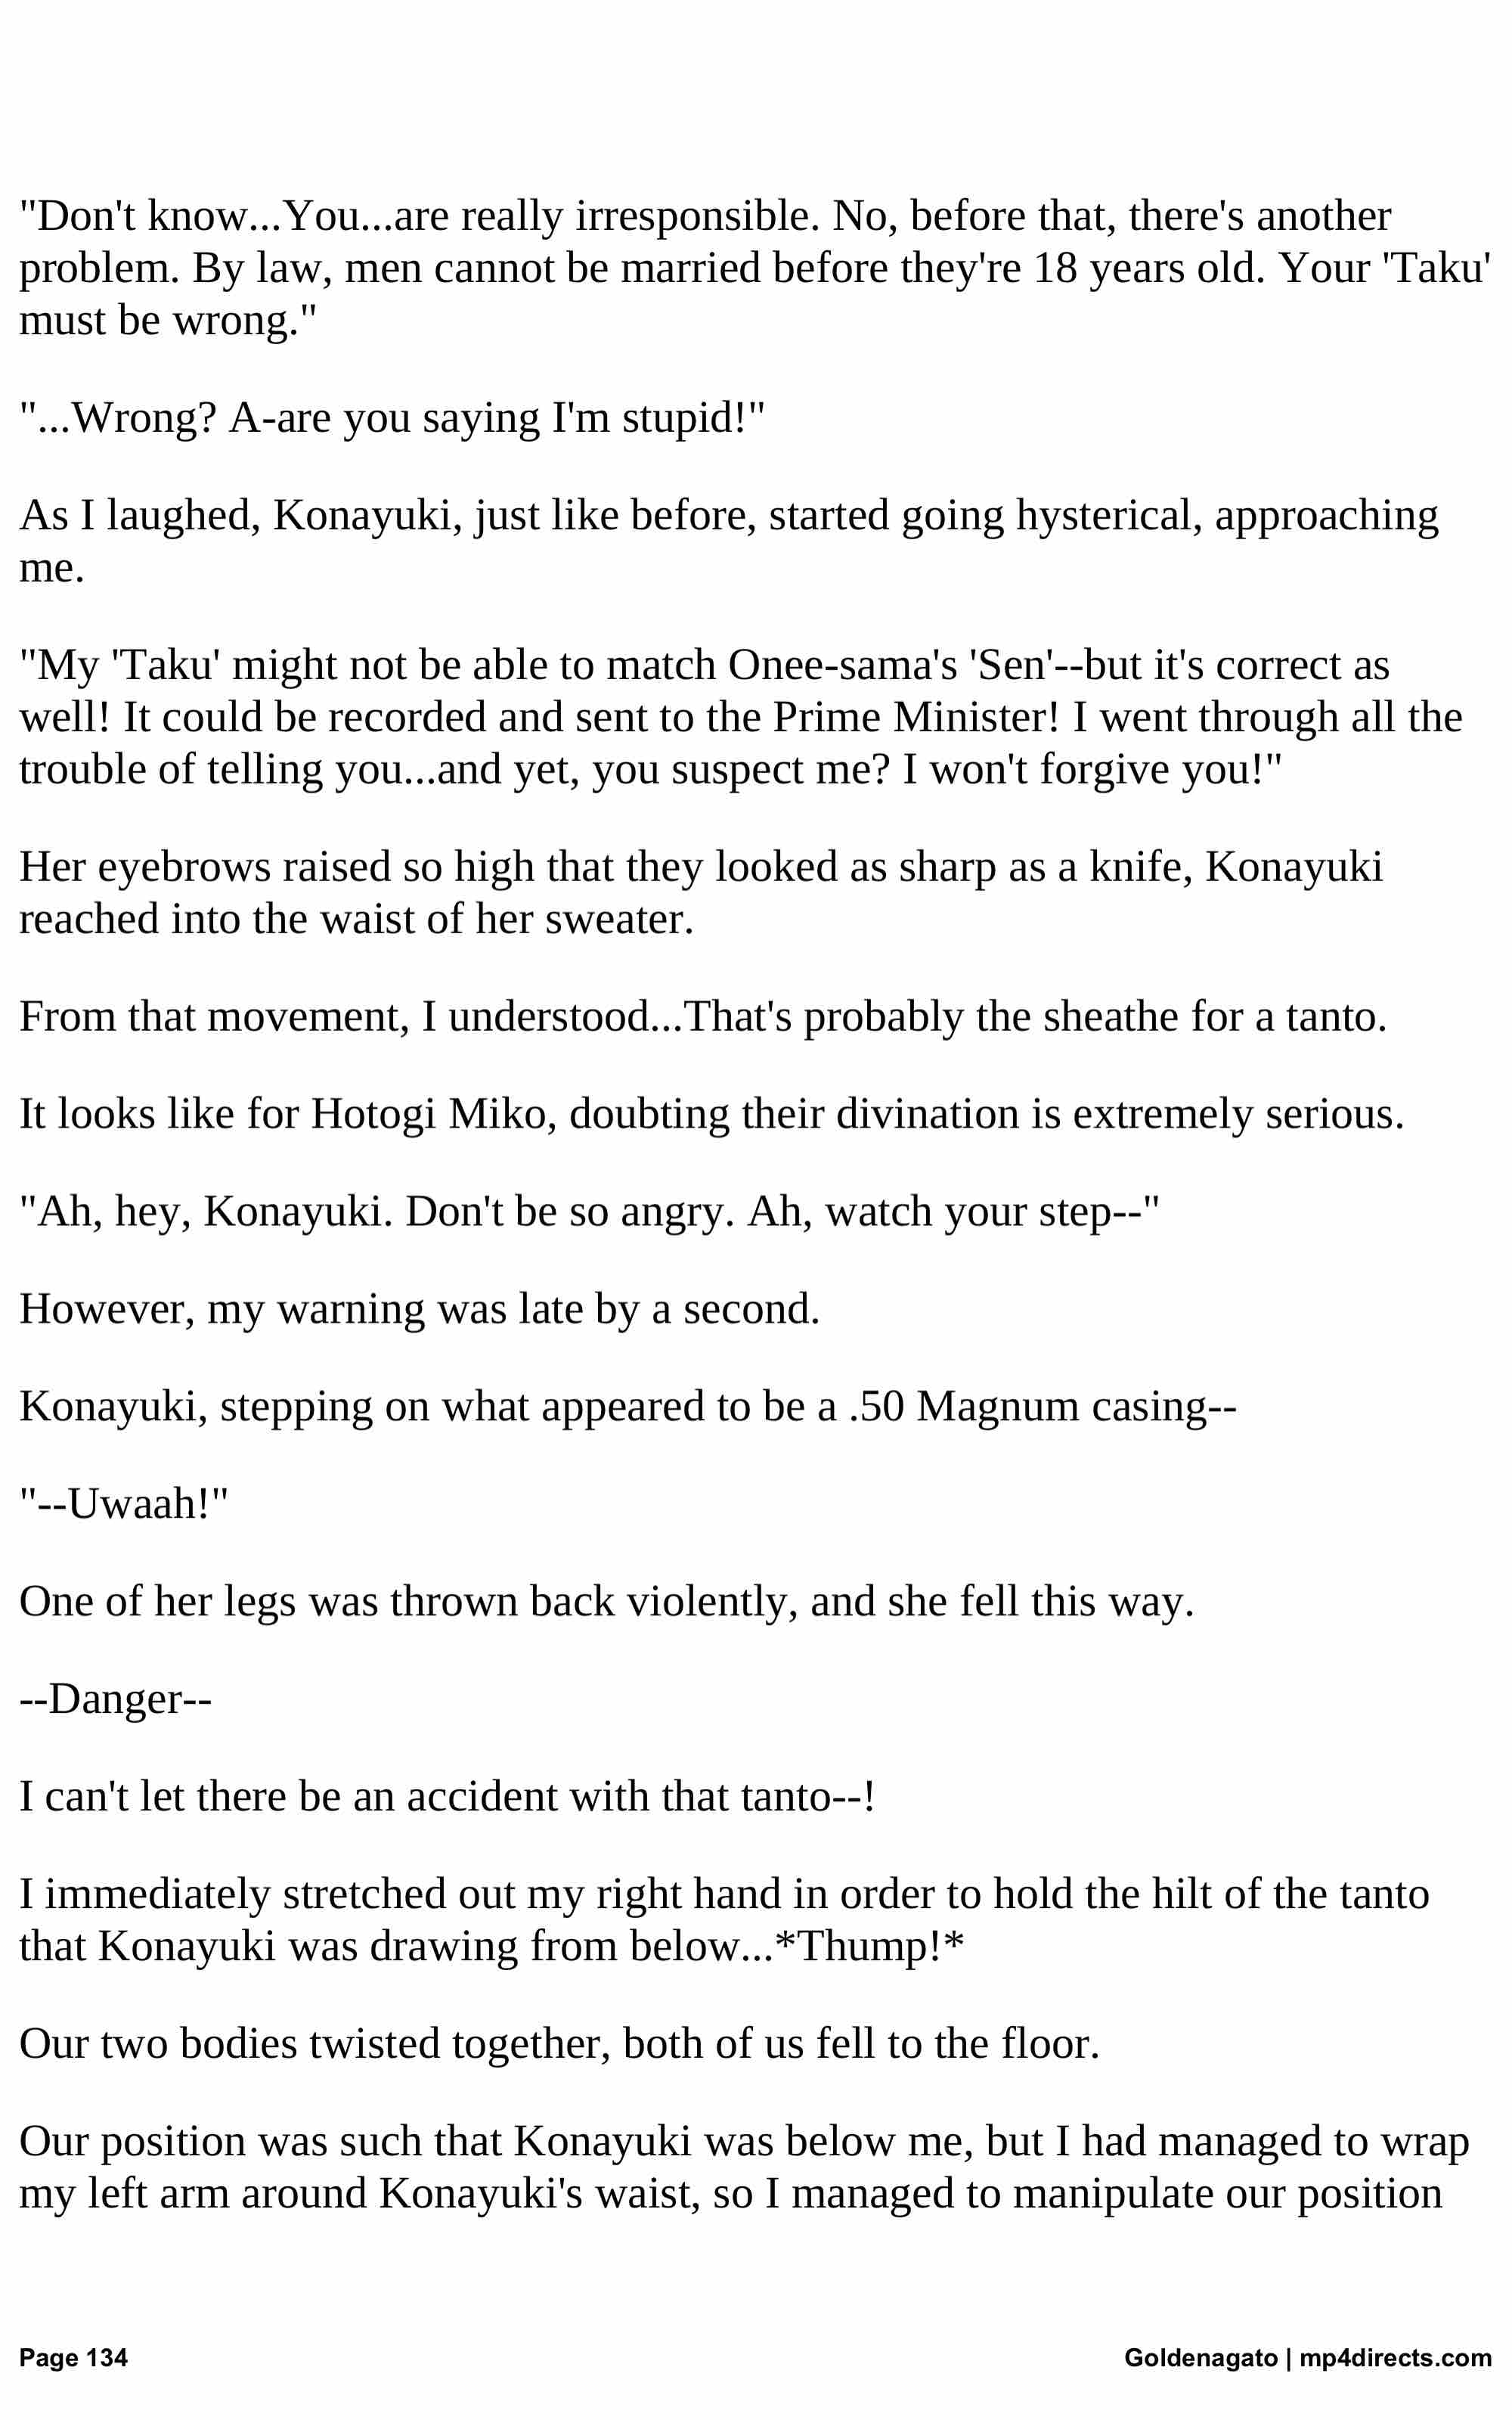 "Don't know...You...are really irresponsible. No, before that, there's another
problem. By law, men cannot be married before they're 18 years old. Your 'Taku'
must be wrong."
"...Wrong? A-are you saying I'm stupid!"
As I laughed, Konayuki, just like before, started going hysterical, approaching
me.
"My 'Taku' might not be able to match Onee-sama's 'Sen'--but it's correct as
well! It could be recorded and sent to the Prime Minister! I went through all the
trouble of telling you...and yet, you suspect me? I won't forgive you!"
Her eyebrows raised so high that they looked as sharp as a knife, Konayuki
reached into the waist of her sweater.
From that movement, I understood...That's probably the sheathe for a tanto.
It looks like for Hotogi Miko, doubting their divination is extremely serious.
"Ah, hey, Konayuki. Don't be so angry. Ah, watch your step--"
However, my warning was late by a second.
Konayuki, stepping on what appeared to be a .50 Magnum casing--
"--Uwaah!"
One of her legs was thrown back violently, and she fell this way.
--Danger--
I can't let there be an accident with that tanto--!
I immediately stretched out my right hand in order to hold the hilt of the tanto
that Konayuki was drawing from below...*Thump!*
Our two bodies twisted together, both of us fell to the floor.
Our position was such that Konayuki was below me, but I had managed to wrap
my left arm around Konayuki's waist, so I managed to manipulate our position
Page 134
Goldenagato | mp4directs.com